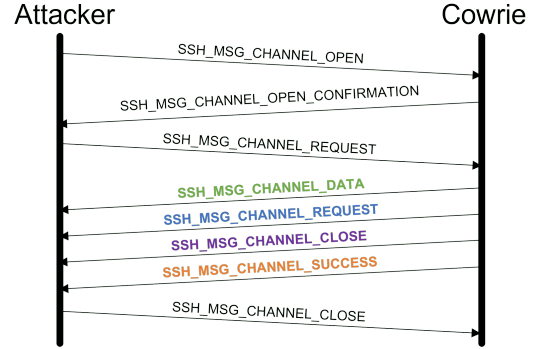 Attacker
Cowrie
SSH_MSG_CHANNEL_OPEN
SSH_MSG_CHANNEL_OPEN_CONFIRMATION
SSH_MSG_CHANNEL_REQUEST
SSH_MSG_CHANNEL_DATA
SSH_MSG_CHANNEL_REQUEST
SSH_MSG_CHANNEL_CLOSE
SSH_MSG_CHANNEL_SUCCESS
SSH_MSG_CHANNEL_CLOSE